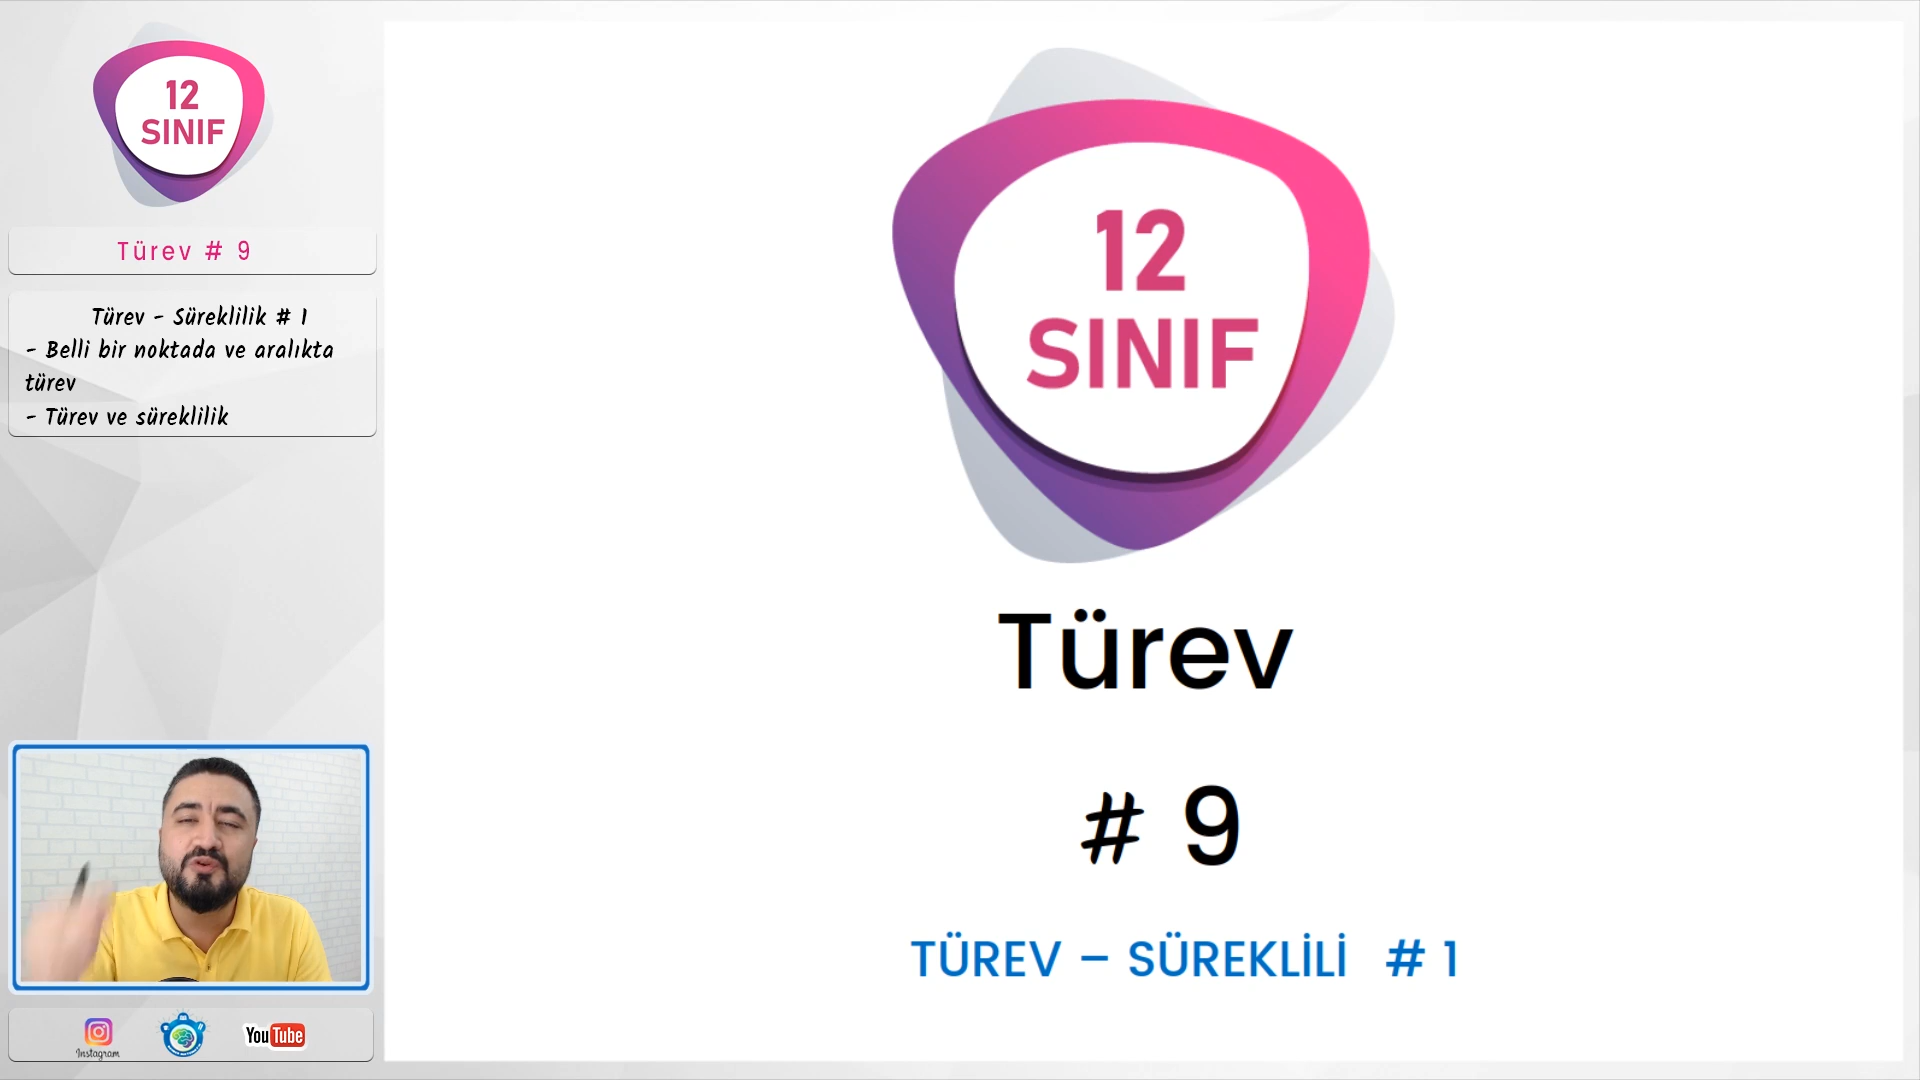 12
SINIF
Türev # 9
Türev - Süreklilik # 1
- Belli bir noktada ve aralıkta
türev
- Türev ve süreklilik
Instagram
YouTube
12
SINIF
Türev
# 9
TÜREV – SÜREKLİLİ # 1